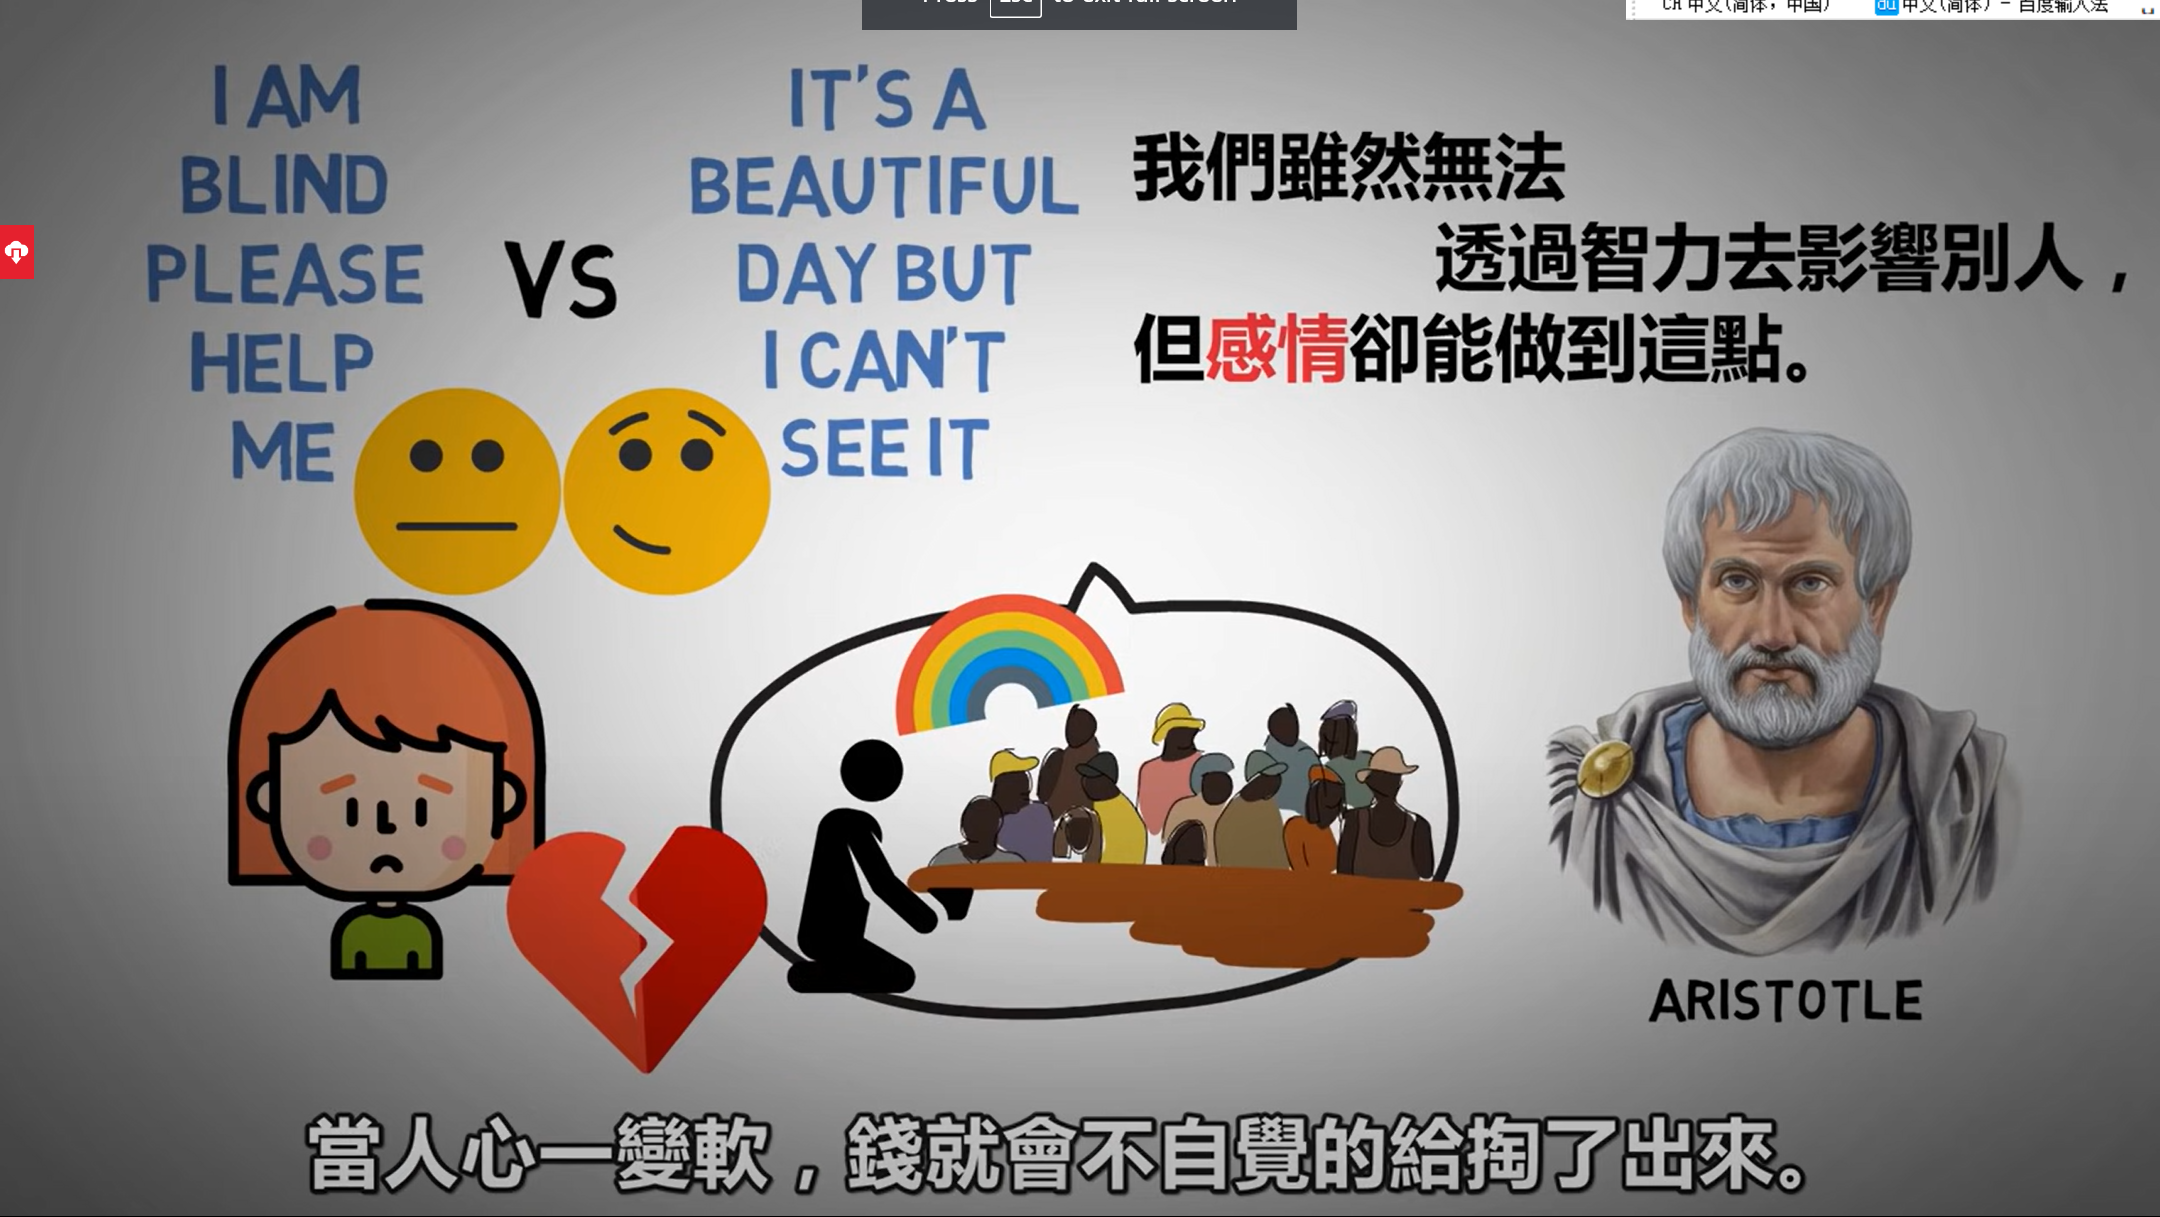 to exit full screen
CH 中文(简体，中国)
du 中文(简体) - 百度输入法
I AM
BLIND
PLEASE
HELP
ME
VS
IT'S A
BEAUTIFUL
DAY BUT
I CAN'T
SEE IT
我們雖然無法
透過智力去影響別人，
但感情卻能做到這點。
ARISTOTLE
當人心一變軟，錢就會不自覺的給掏了出來。